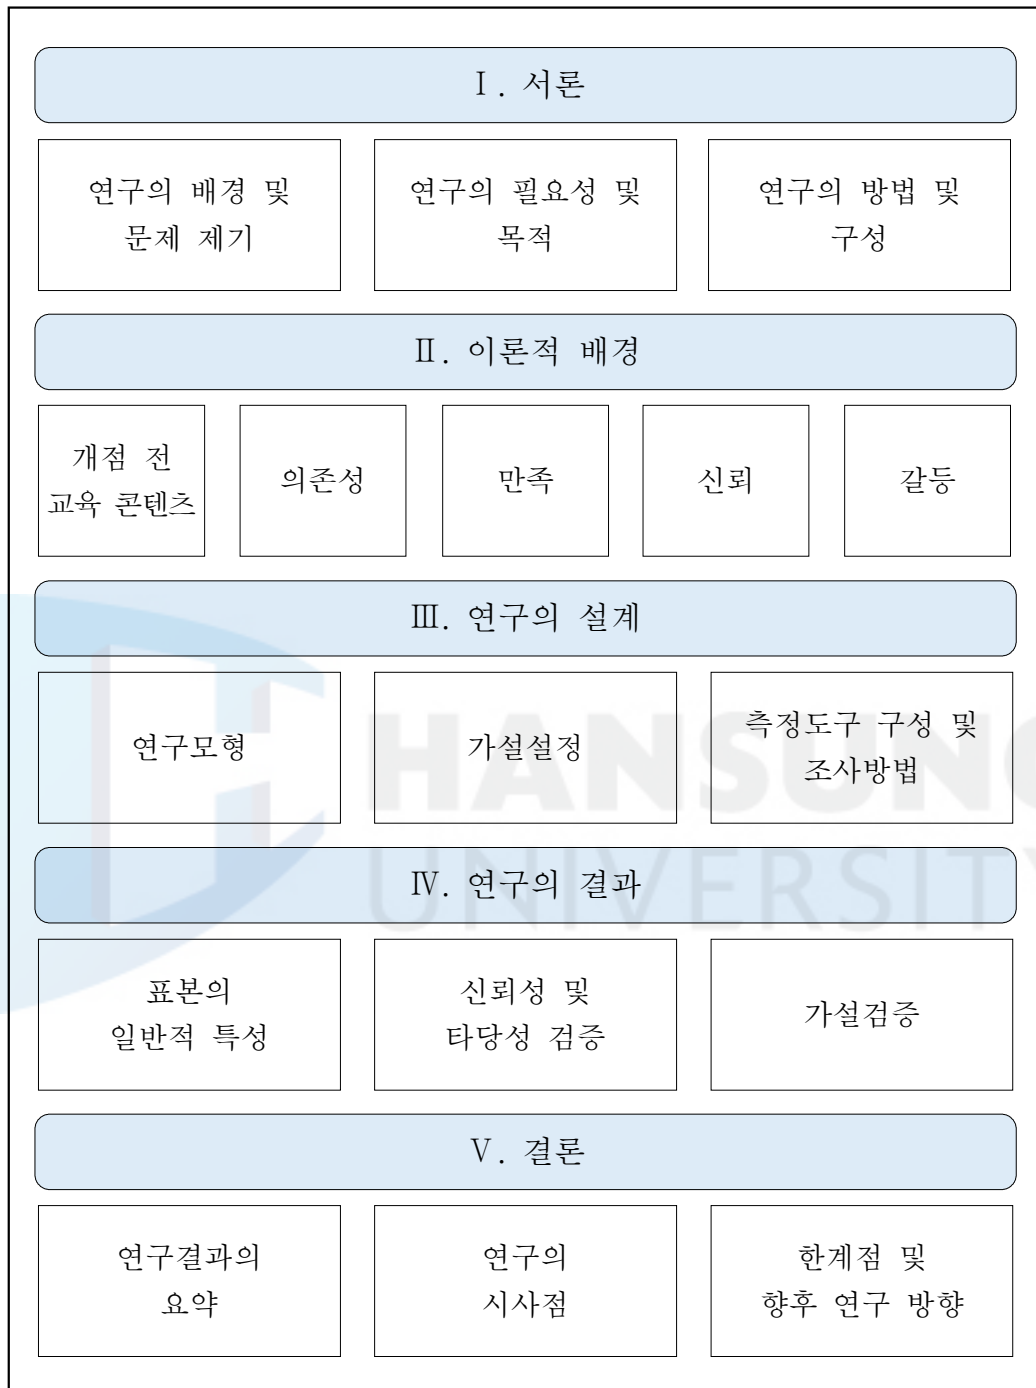 Ⅰ. 서론
연구의 배경 및
문제 제기
연구의 필요성 및
목적
연구의 방법 및
구성
Ⅱ. 이론적 배경
개점 전
교육 콘텐츠
의존성
만족
신뢰
갈등
Ⅲ. 연구의 설계
연구모형
가설설정
측정도구 구성 및
조사방법
HANSUNG
UNIVERSITY
Ⅳ. 연구의 결과
표본의
일반적 특성
신뢰성 및
타당성 검증
가설검증
Ⅴ. 결론
연구결과의
요약
연구의
시사점
한계점 및
향후 연구 방향